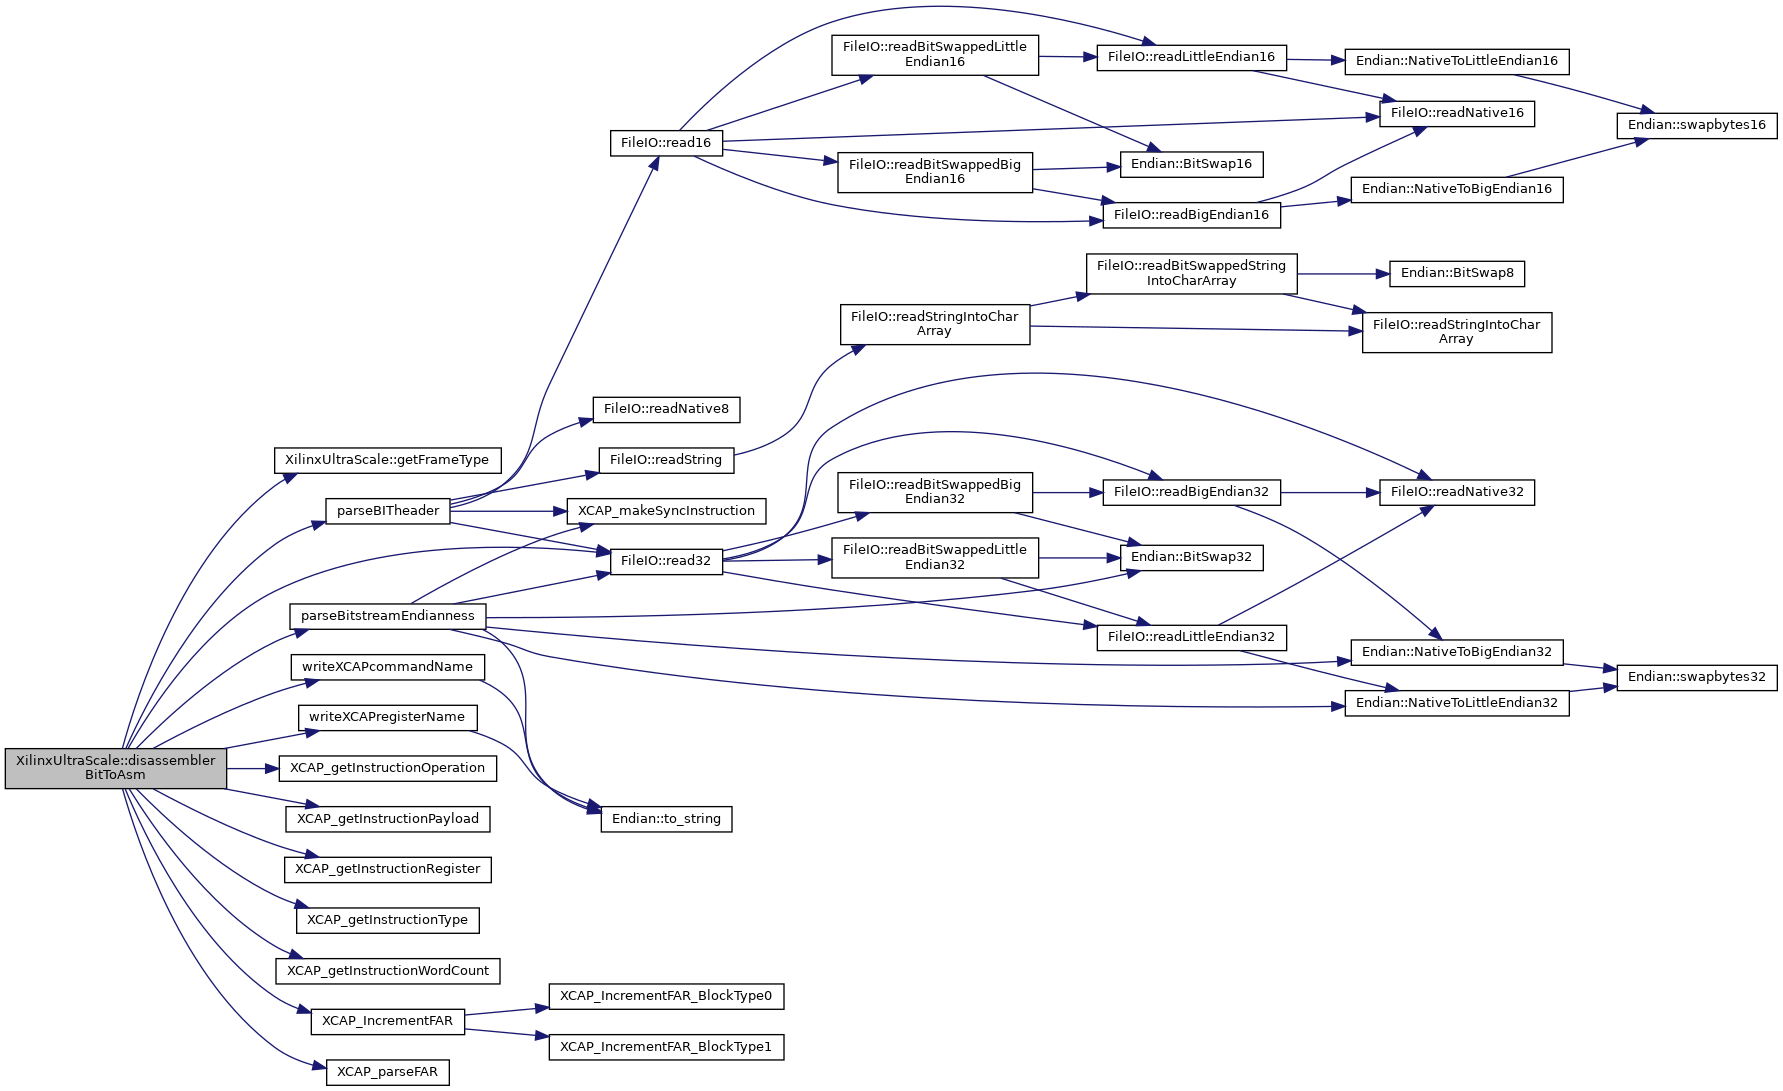 XilinxUltraScale::disassembler
BitToAsm
XilinxUltraScale::getFrameType
parseBITheader
parseBitstreamEndianness
writeXCAPcommandName
writeXCAPregisterName
XCAP_getInstructionOperation
XCAP_getInstructionPayload
XCAP_getInstructionRegister
XCAP_getInstructionType
XCAP_getInstructionWordCount
XCAP_IncrementFAR
XCAP_parseFAR
FileIO::read16
FileIO::readNative8
FileIO::readString
XCAP_makeSyncInstruction
FileIO::read32
Endian::to_string
XCAP_IncrementFAR_BlockType0
XCAP_IncrementFAR_BlockType1
FileIO::readBitSwappedLittle
Endian16
FileIO::readBitSwappedBig
Endian16
FileIO::readStringIntoChar
Array
FileIO::readBitSwappedBig
Endian32
FileIO::readBitSwappedLittle
Endian32
FileIO::readLittleEndian16
Endian::BitSwap16
FileIO::readBigEndian16
FileIO::readBitSwappedString
IntoCharArray
FileIO::readBigEndian32
Endian::BitSwap32
FileIO::readLittleEndian32
Endian::NativeToLittleEndian16
FileIO::readNative16
Endian::NativeToBigEndian16
Endian::BitSwap8
FileIO::readStringIntoChar
Array
FileIO::readNative32
Endian::NativeToBigEndian32
Endian::NativeToLittleEndian32
Endian::swapbytes16
Endian::swapbytes32